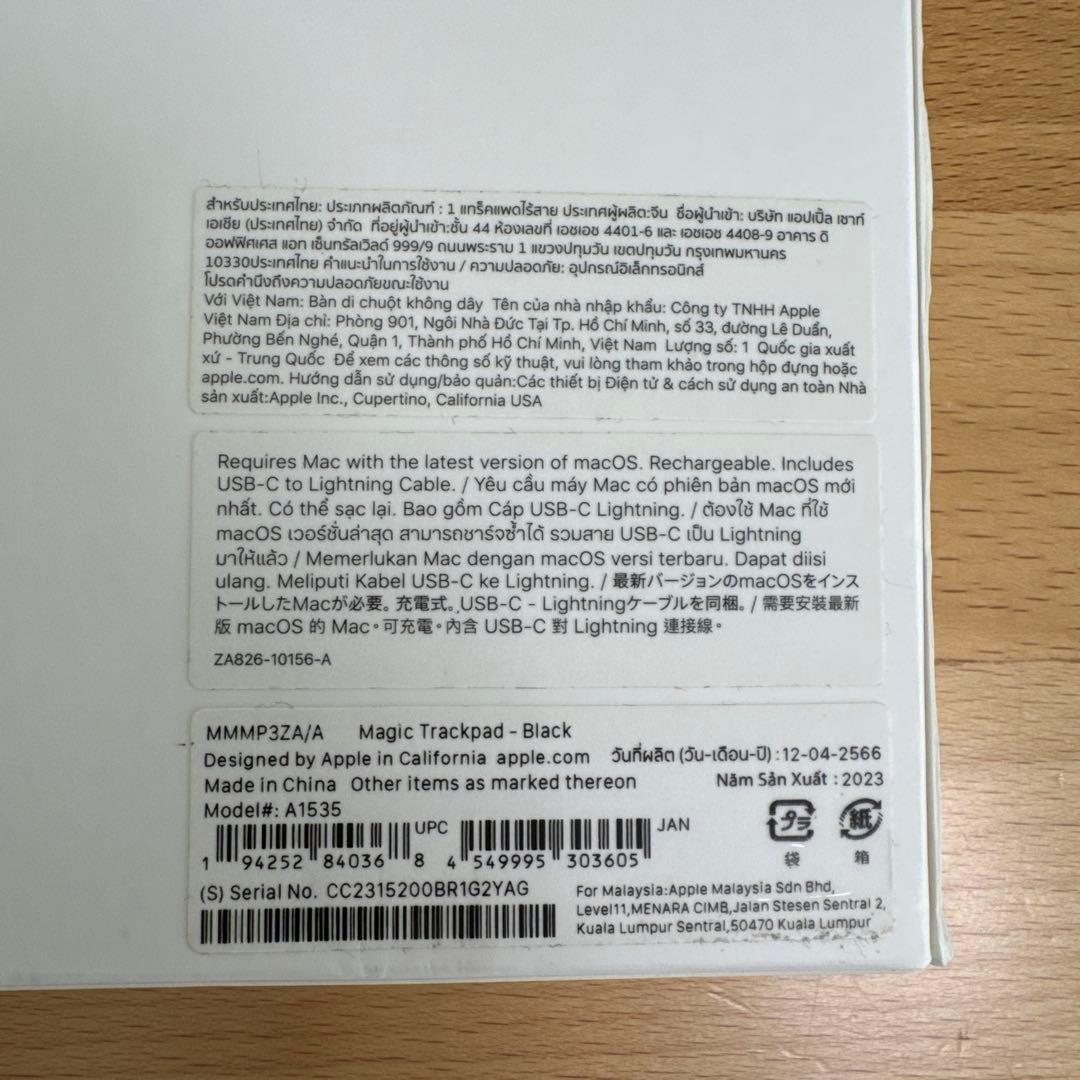 สำหรับประเทศไทย: ประเภทผลิตภัณฑ์ : 1 แทร็คแพดไร้สาย ประเทศผู้ผลิต:จีน ชื่อผู้นำเข้า: บริษัท แอปเปิ้ล เซาท์
เอเชีย (ประเทศไทย) จำกัด ที่อยู่ผู้นำเข้า:ชั้น 44 ห้องเลขที่ เอชเอช 4401-6 และ เอชเอช 4408-9 อาคาร ดิ
ออฟฟิศเศส แอท เซ็นทรัลเวิลด์ 999/9 ถนนพระราม 1 แขวงปทุมวัน เขตปทุมวัน กรุงเทพมหานคร
10330ประเทศไทย คำแนะนำในการใช้งาน / ความปลอดภัย: อุปกรณ์อิเล็กทรอนิกส์
โปรดคำนึงถึงความปลอดภัยขณะใช้งาน
Với Việt Nam: Bàn di chuột không dây Tên của nhà nhập khẩu: Công ty TNHH Apple
Việt Nam Địa chỉ: Phòng 901, Ngôi Nhà Đức Tại Tp. Hồ Chí Minh, số 33, đường Lê Duẩn,
Phường Bến Nghé, Quận 1, Thành phố Hồ Chí Minh, Việt Nam Lượng số: 1 Quốc gia xuất
xứ - Trung Quốc Để xem các thông số kỹ thuật, vui lòng tham khảo trong hộp đựng hoặc
apple.com. Hướng dẫn sử dụng/bảo quản:Các thiết bị Điện tử & cách sử dụng an toàn Nhà
sản xuất:Apple Inc., Cupertino, California USA
Requires Mac with the latest version of macOS. Rechargeable. Includes
USB-C to Lightning Cable. / Yêu cầu máy Mac có phiên bản macOS mới
nhất. Có thể sạc lại. Bao gồm Cáp USB-C Lightning. / ต้องใช้ Mac ที่ใช้
macOS เวอร์ชั่นล่าสุด สามารถชาร์จซ้ำได้ รวมสาย USB-C เป็น Lightning
มาให้แล้ว / Memerlukan Mac dengan macOS versi terbaru. Dapat diisi
ulang. Meliputi Kabel USB-C ke Lightning. / 最新バージョンのmacOSをインス
トールしたMacが必要。充電式。USB-C - Lightningケーブルを同梱。/ 需要安裝最新
版 macOS 的 Mac。可充電。內含 USB-C 對 Lightning 連接線。
ZA826-10156-A
MMMP3ZA/A Magic Trackpad - Black
Designed by Apple in California apple.com วันที่ผลิต (วัน-เดือน-ปี) :12-04-2566
Made in China Other items as marked thereon Năm Sản Xuất : 2023
Model#: A1535
UPC JAN プラ 紙
1 94252 84036 8 4 549995 303605 袋 箱
(S) Serial No. CC2315200BR1G2YAG
For Malaysia:Apple Malaysia Sdn Bhd,
Level11,MENARA CIMB,Jalan Stesen Sentral 2,
Kuala Lumpur Sentral,50470 Kuala Lumpur